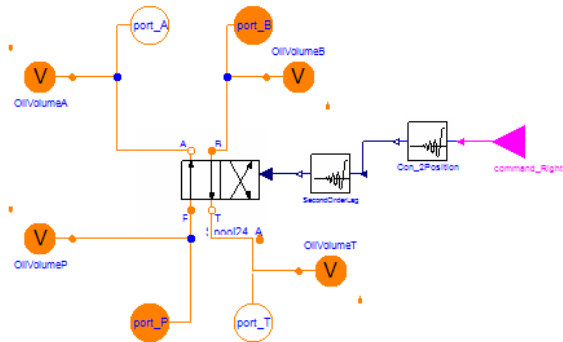 port_A
port_B
V
OilVolumeA
OilVolumeB
V
A
B
Con_2Position
command_Right
SecondOrderLag
P
T
Spool24_A
V
OilVolumeP
OilVolumeT
V
port_P
port_T